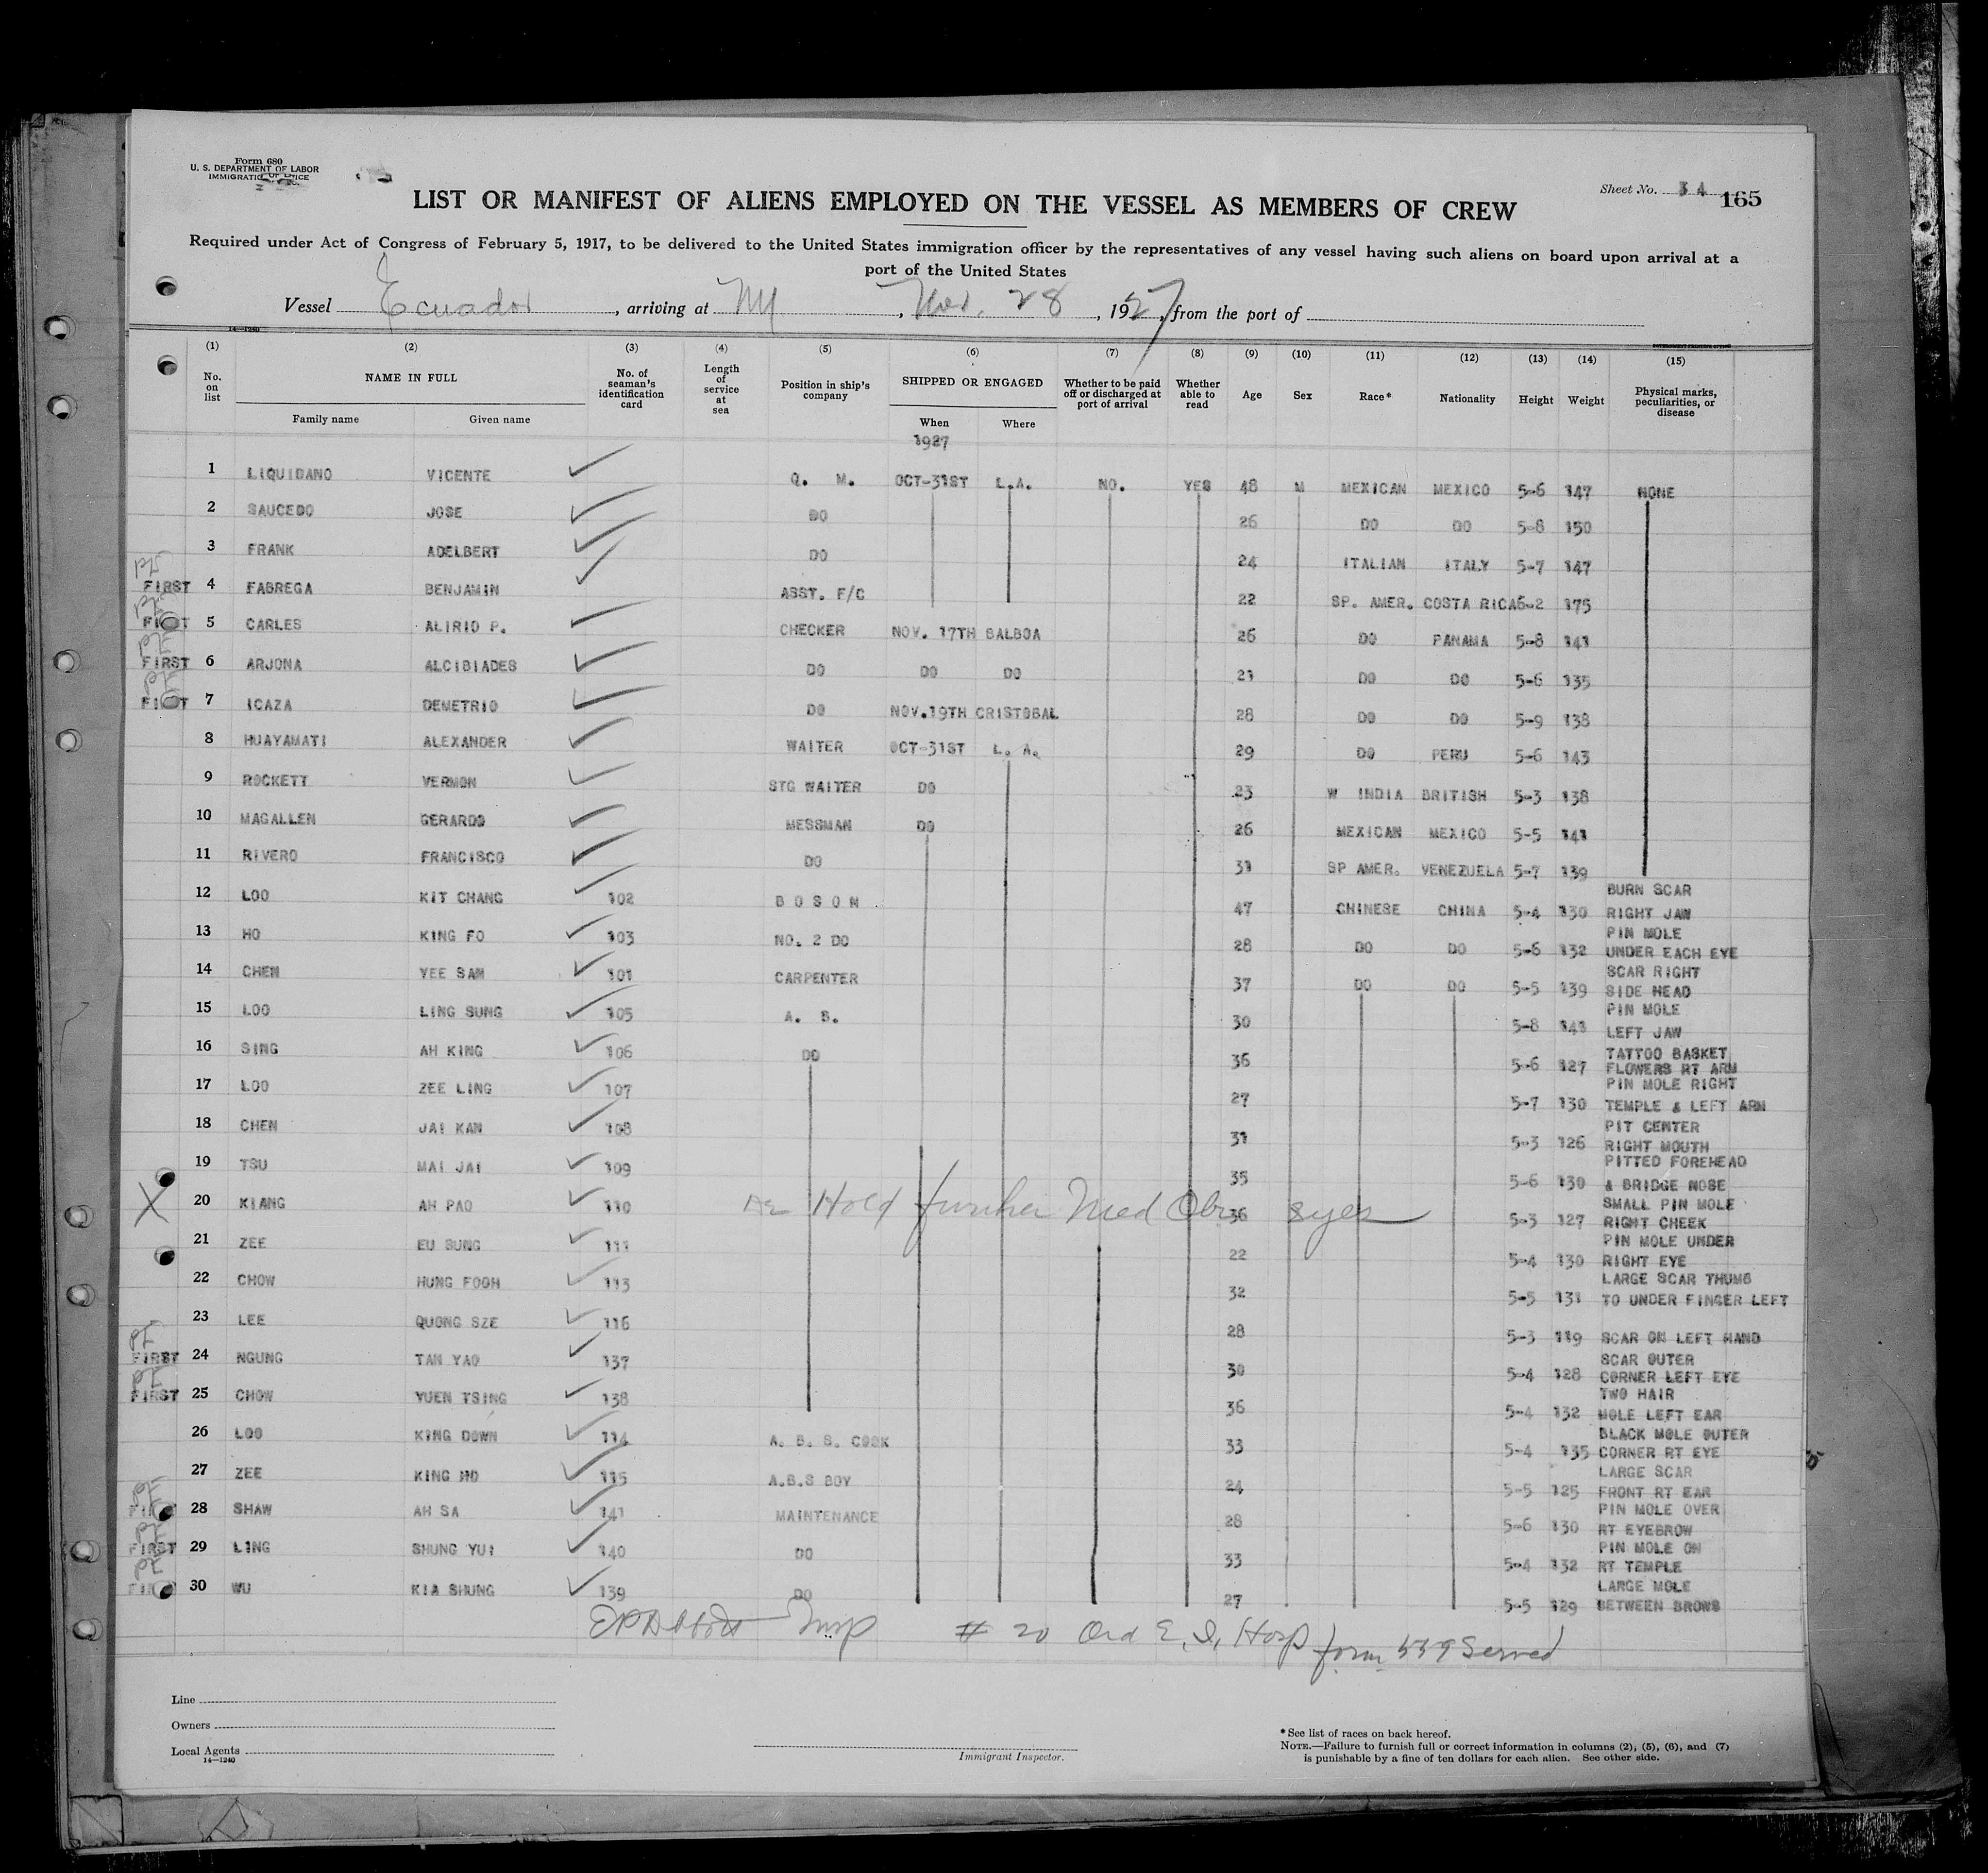 Form 680
U. S. DEPARTMENT OF LABOR
Sheet No. 34 165
LIST OR MANIFEST OF ALIENS EMPLOYED ON THE VESSEL AS MEMBERS OF CREW
Required under Act of Congress of February 5, 1917, to be delivered to the United States immigration officer by the representatives of any vessel having such aliens on board upon arrival at a
port of the United States
Vessel Ecuador, arriving at NY, Nov. 28, 1927, from the port of
14—1240
(1) (2) (3) (4) (5) (6) (7) (8) (9) (10) (11) (12) (13) (14) (15)
No. on list NAME IN FULL No. of seaman's identification card Length of service at sea Position in ship's company SHIPPED OR ENGAGED Whether to be paid off or discharged at port of arrival Whether able to read Age Sex Race* Nationality Height Weight Physical marks, peculiarities, or disease
Family name Given name When Where
1927
1 LIQUIDANO VICENTE Q. M. OCT-31ST L.A. NO. YES 48 M MEXICAN MEXICO 5-6 147 NONE
2 SAUCEDO JOSE DO 26 DO DO 5-8 150
3 FRANK ADELBERT DO 24 ITALIAN ITALY 5-7 147
FIRST 4 FABREGA BENJAMIN ASST. F/C 22 SP. AMER. COSTA RICA 6-2 175
5 CARLES ALIRIO P. CHECKER NOV. 17TH BALBOA 26 DO PANAMA 5-8 141
FIRST 6 ARJONA ALCIBIADES DO DO DO 21 DO DO 5-6 135
7 ICAZA DEMETRIO DO NOV.19TH CRISTOBAL 28 DO DO 5-9 138
8 HUAYAMATI ALEXANDER WAITER OCT-31ST L. A. 29 DO PERU 5-6 143
9 ROCKETT VERMON STG WAITER DO 23 W INDIA BRITISH 5-3 138
10 MAGALLEN GERARDO MESSMAN DO 26 MEXICAN MEXICO 5-5 141
11 RIVERO FRANCISCO DO 31 SP AMER. VENEZUELA 5-7 139
12 LOO KIT CHANG 102 BOSON 47 CHINESE CHINA 5-4 130 BURN SCAR RIGHT JAW
13 HO KING FO 103 NO. 2 DO 28 DO DO 5-6 132 PIN MOLE UNDER EACH EYE
14 CHEN YEE SAM 101 CARPENTER 37 DO DO 5-5 139 SCAR RIGHT SIDE HEAD
15 LOO LING SUNG 105 A. B. 30 5-8 141 PIN MOLE LEFT JAW
16 SING AH KING 106 DO 36 5-6 127 TATTOO BASKET FLOWERS RT ARM
17 LOO ZEE LING 107 27 5-7 130 PIN MOLE RIGHT TEMPLE & LEFT ARM
18 CHEN JAI KAN 108 31 5-3 126 PIT CENTER RIGHT MOUTH
19 TSU MAI JAI 109 35 5-6 130 PITTED FOREHEAD & BRIDGE NOSE
X 20 KIANG AH PAO 110 Hold further Med Obs eyes 36 5-3 127 SMALL PIN MOLE RIGHT CHEEK
21 ZEE EU SUNG 111 22 5-4 130 PIN MOLE UNDER RIGHT EYE
22 CHOW HUNG FOOH 113 32 5-5 131 LARGE SCAR THUMB TO UNDER FINGER LEFT
23 LEE QUONG SZE 116 28 5-3 119 SCAR ON LEFT HAND
FIRST 24 NGUNG TAN YAO 137 30 5-4 128 SCAR OUTER CORNER LEFT EYE
FIRST 25 CHOW YUEN TSING 138 36 5-4 132 TWO HAIR MOLE LEFT EAR
26 LOO KING DOWN 114 A. B. S. COOK 33 5-4 135 BLACK MOLE OUTER CORNER RT EYE
27 ZEE KING HO 115 A.B.S BOY 24 5-5 125 LARGE SCAR FRONT RT EAR
28 SHAW AH SA 141 MAINTENANCE 28 5-6 130 PIN MOLE OVER RT EYEBROW
FIRST 29 LING SHUNG YUI 140 DO 33 5-4 132 PIN MOLE ON RT TEMPLE
30 WU KIA SHUNG 139 DO 27 5-5 129 LARGE MOLE BETWEEN BROWS
Insp # 20 Ord E. I. Hosp form 539 Served
Line
Owners
Local Agents
14—1240
Immigrant Inspector.
*See list of races on back hereof.
NOTE.—Failure to furnish full or correct information in columns (2), (5), (6), and (7)
is punishable by a fine of ten dollars for each alien. See other side.